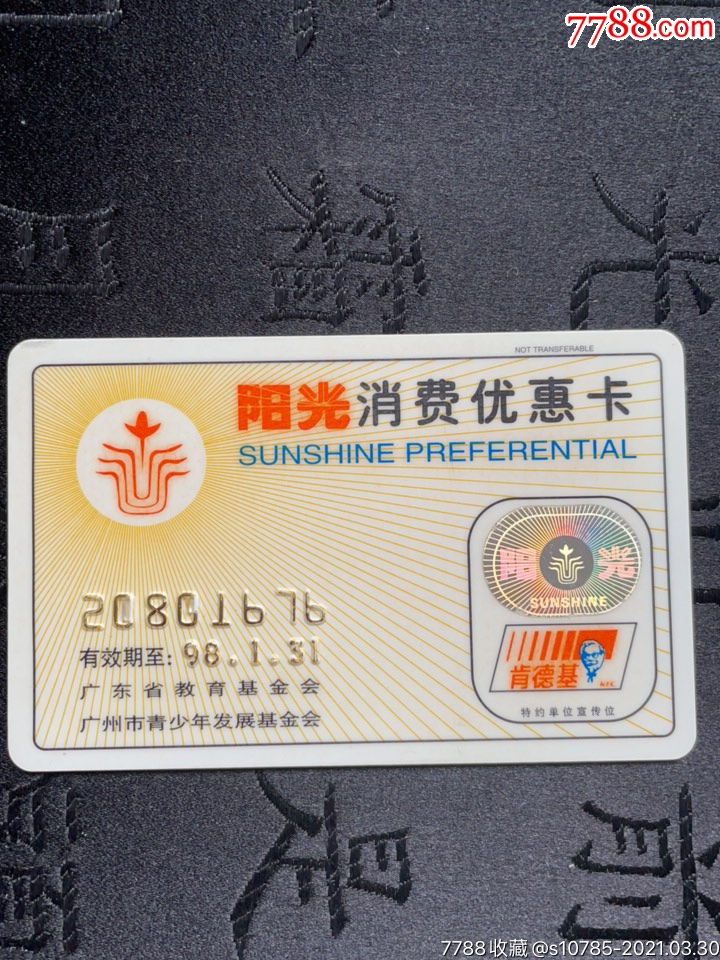 7788.com
NOT TRANSFERABLE
阳光消费优惠卡
SUNSHINE PREFERENTIAL
阳 光
SUNSHINE
有效期至: 98.1.31
广东省教育基金会
广州市青少年发展基金会
肯德基
KFC
特约单位宣传位
光
是
前
7788收藏@s10785-2021.03.30